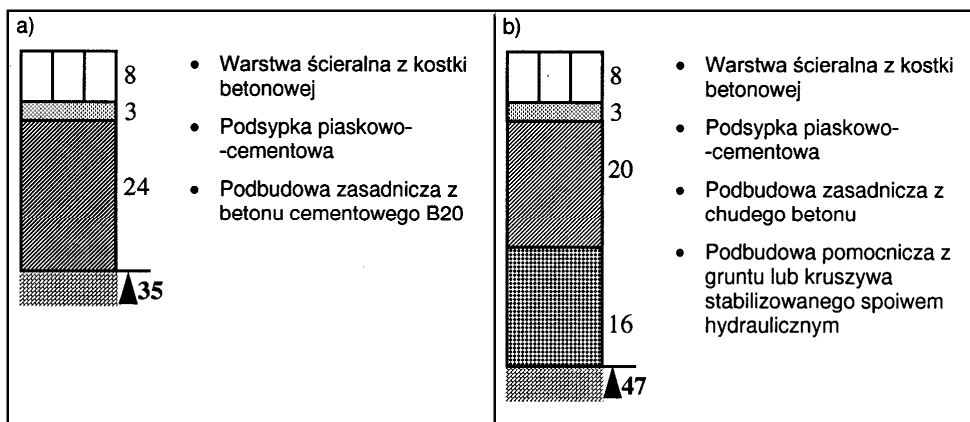 a)
8
3
24
35
• Warstwa ścieralna z kostki
betonowej
• Podsypka piaskowo-
-cementowa
• Podbudowa zasadnicza z
betonu cementowego B20
b)
8
3
20
16
47
• Warstwa ścieralna z kostki
betonowej
• Podsypka piaskowo-
-cementowa
• Podbudowa zasadnicza z
chudego betonu
• Podbudowa pomocnicza z
gruntu lub kruszywa
stabilizowanego spoiwem
hydraulicznym